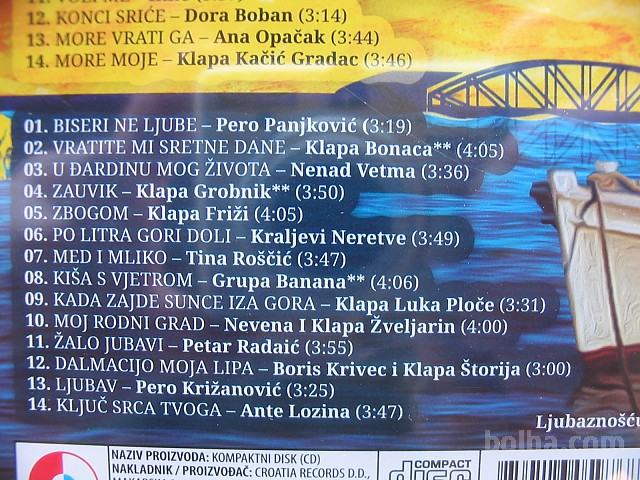 12. KONCI SRIĆE – Dora Boban (3:14)
13. MORE VRATI GA – Ana Opačak (3:44)
14. MORE MOJE – Klapa Kačić Gradac (3:46)
01. BISERI NE LJUBE – Pero Panjković (3:19)
02. VRATITE MI SRETNE DANE – Klapa Bonaca** (4:05)
03. U ĐARDINU MOG ŽIVOTA – Nenad Vetma (3:36)
04. ZAUVIK – Klapa Grobnik** (3:50)
05. ZBOGOM – Klapa Friži (4:05)
06. PO LITRA GORI DOLI – Kraljevi Neretve (3:49)
07. MED I MLIKO – Tina Roščić (3:47)
08. KIŠA S VJETROM – Grupa Banana** (4:06)
09. KADA ZAJDE SUNCE IZA GORA – Klapa Luka Ploče (3:31)
10. MOJ RODNI GRAD – Nevena I Klapa Žveljarin (4:00)
11. ŽALO JUBAVI – Petar Radaić (3:55)
12. DALMACIJO MOJA LIPA – Boris Krivec i Klapa Štorija (3:00)
13. LJUBAV – Pero Križanović (3:25)
14. KLJUČ SRCA TVOGA – Ante Lozina (3:47)
Ljubaznošću
bolha.com
NAZIV PROIZVODA: KOMPAKTNI DISK (CD)
NAKLADNIK / PROIZVOĐAČ: CROATIA RECORDS D.D.,
COMPACT
disc